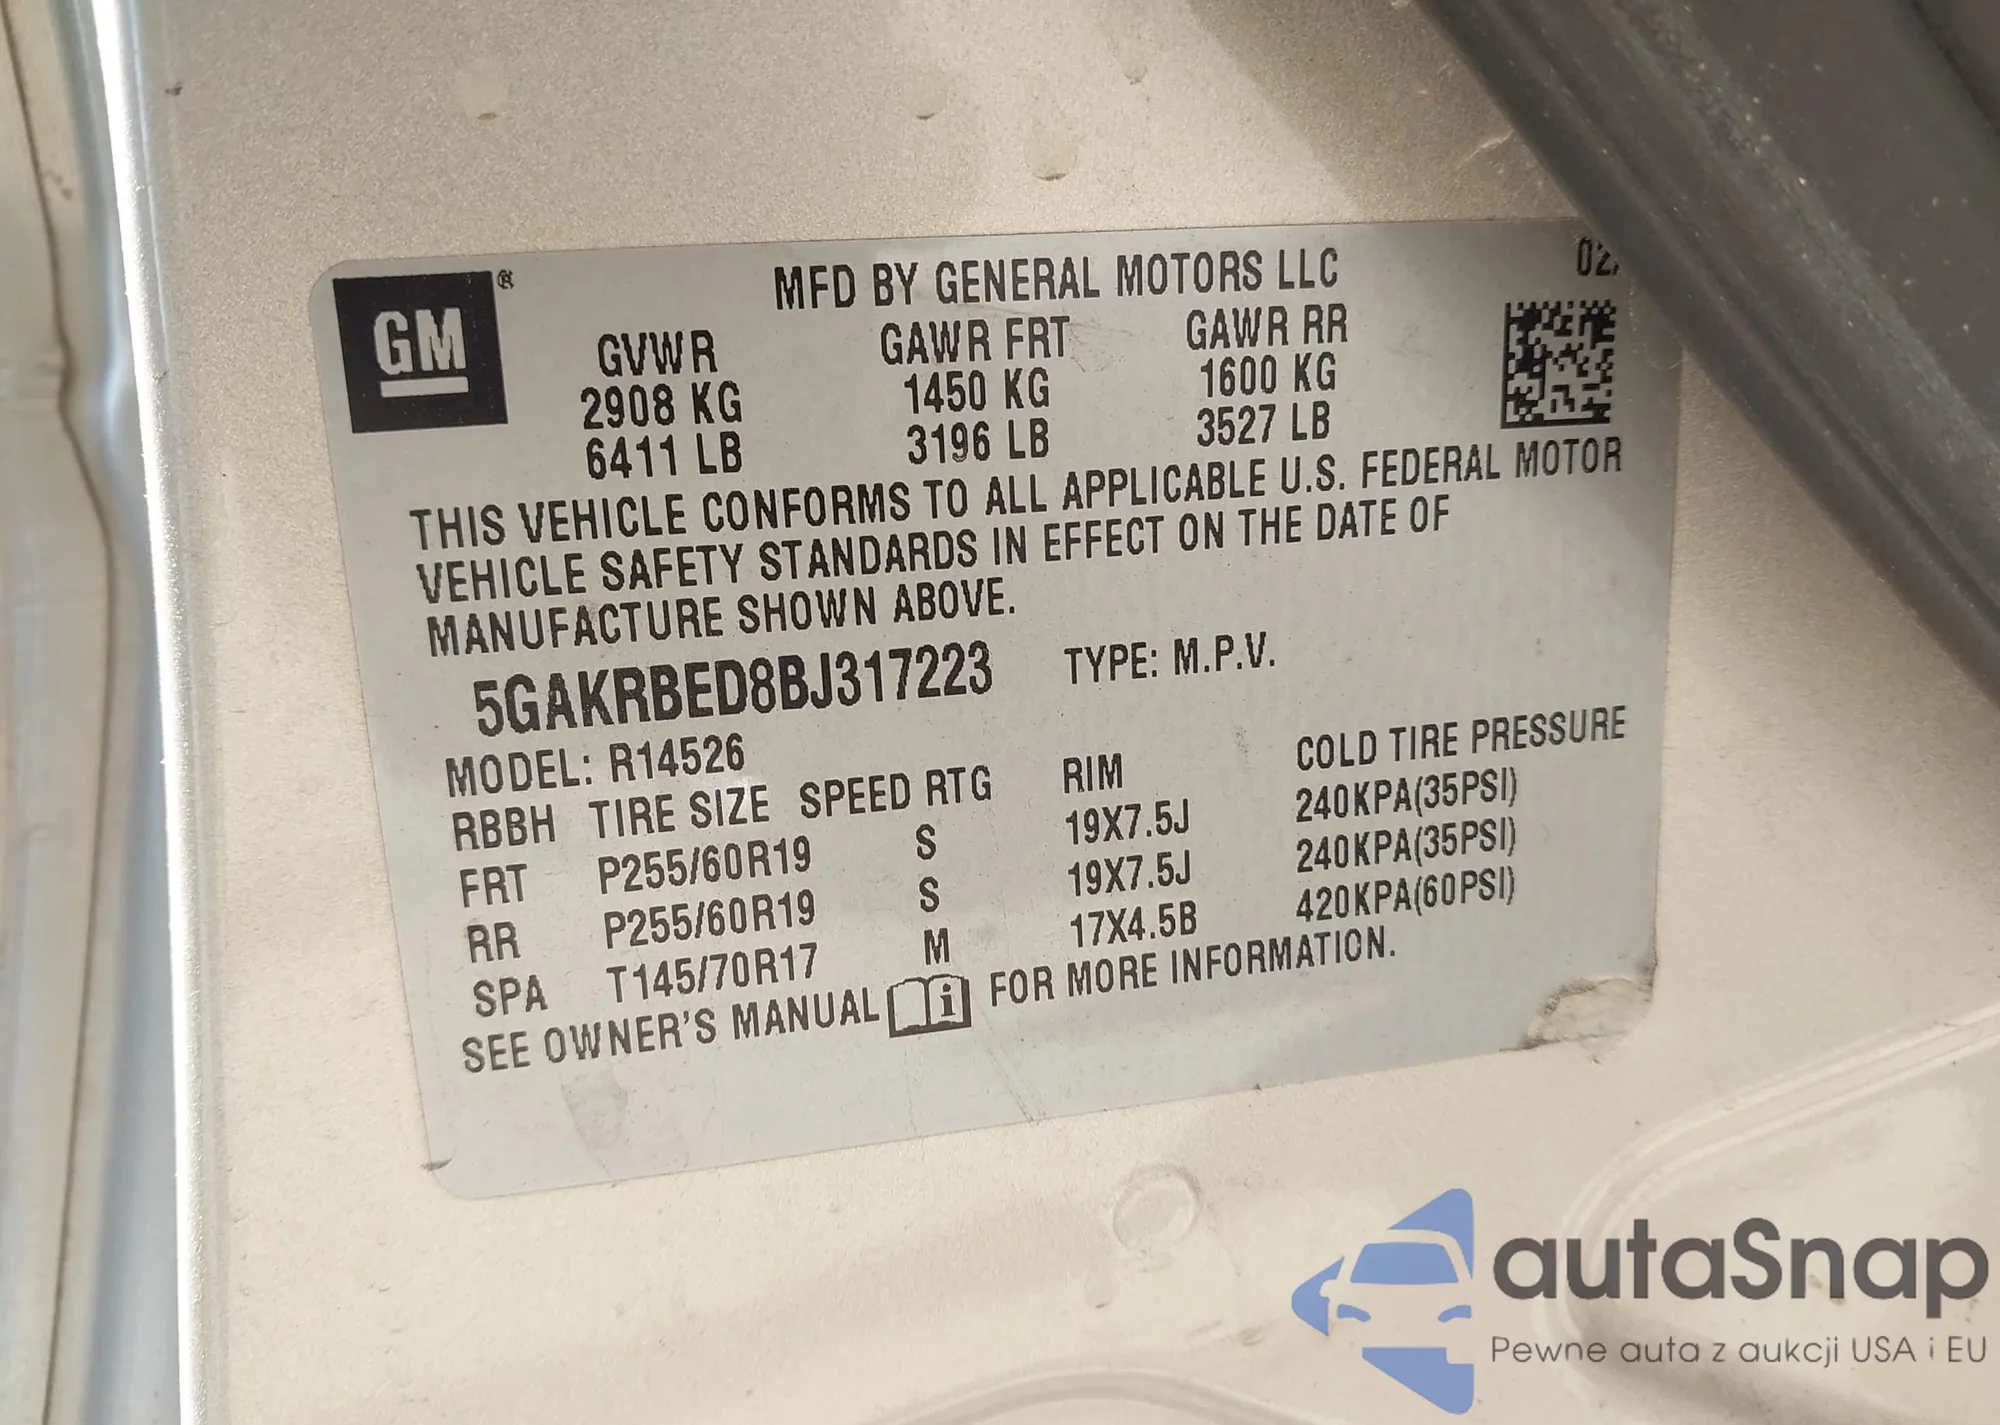 GM ®
MFD BY GENERAL MOTORS LLC
02/
GVWR GAWR FRT GAWR RR
2908 KG 1450 KG 1600 KG
6411 LB 3196 LB 3527 LB
THIS VEHICLE CONFORMS TO ALL APPLICABLE U.S. FEDERAL MOTOR
VEHICLE SAFETY STANDARDS IN EFFECT ON THE DATE OF
MANUFACTURE SHOWN ABOVE.
5GAKRBED8BJ317223 TYPE: M.P.V.
MODEL: R14526
RBBH TIRE SIZE SPEED RTG RIM COLD TIRE PRESSURE
FRT P255/60R19 S 19X7.5J 240KPA(35PSI)
RR P255/60R19 S 19X7.5J 240KPA(35PSI)
SPA T145/70R17 M 17X4.5B 420KPA(60PSI)
SEE OWNER'S MANUAL i FOR MORE INFORMATION.
autaSnap
Pewne auta z aukcji USA i EU